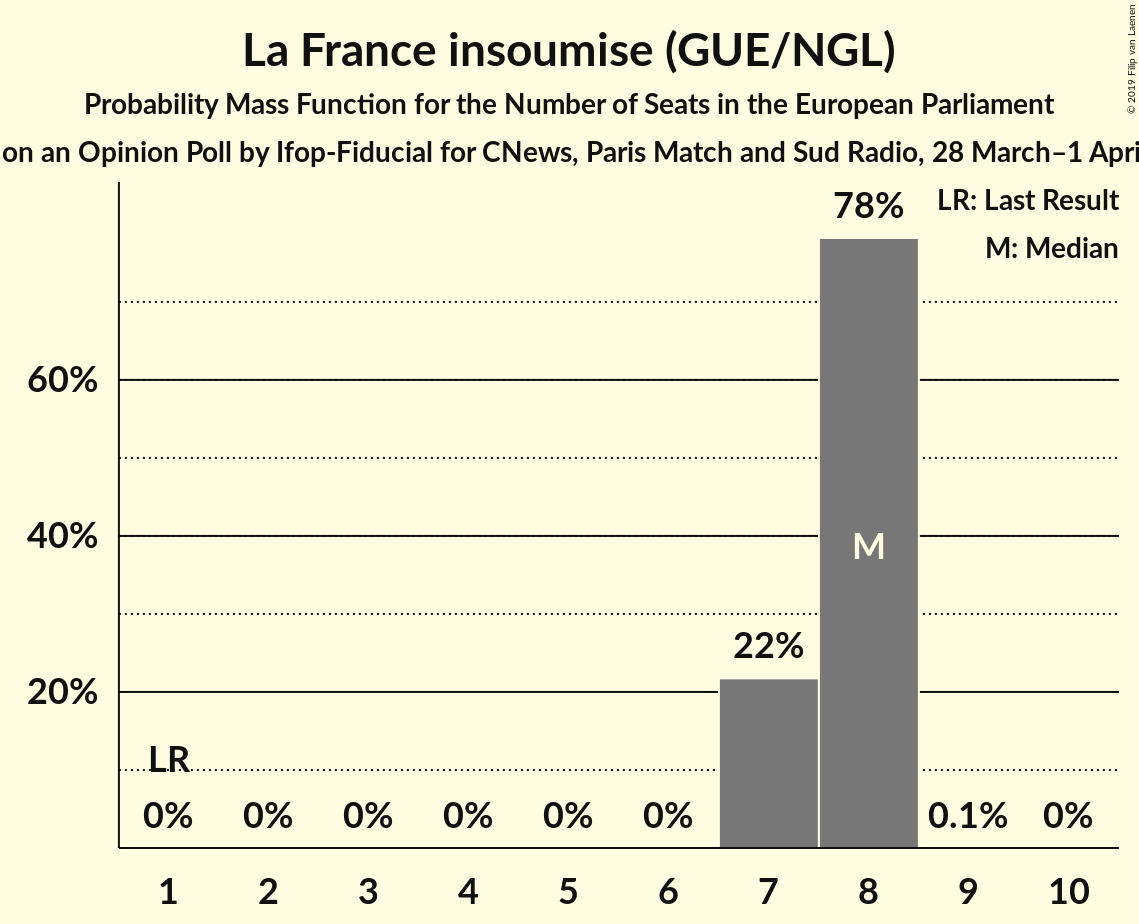 La France insoumise (GUE/NGL)
Probability Mass Function for the Number of Seats in the European Parliament
on an Opinion Poll by Ifop-Fiducial for CNews, Paris Match and Sud Radio, 28 March–1 Apri
© 2019 Filip van Laenen
LR: Last Result
M: Median
78%
60%
40%
M
22%
20%
LR
0% 0% 0% 0% 0% 0% 0.1% 0%
1 2 3 4 5 6 7 8 9 10